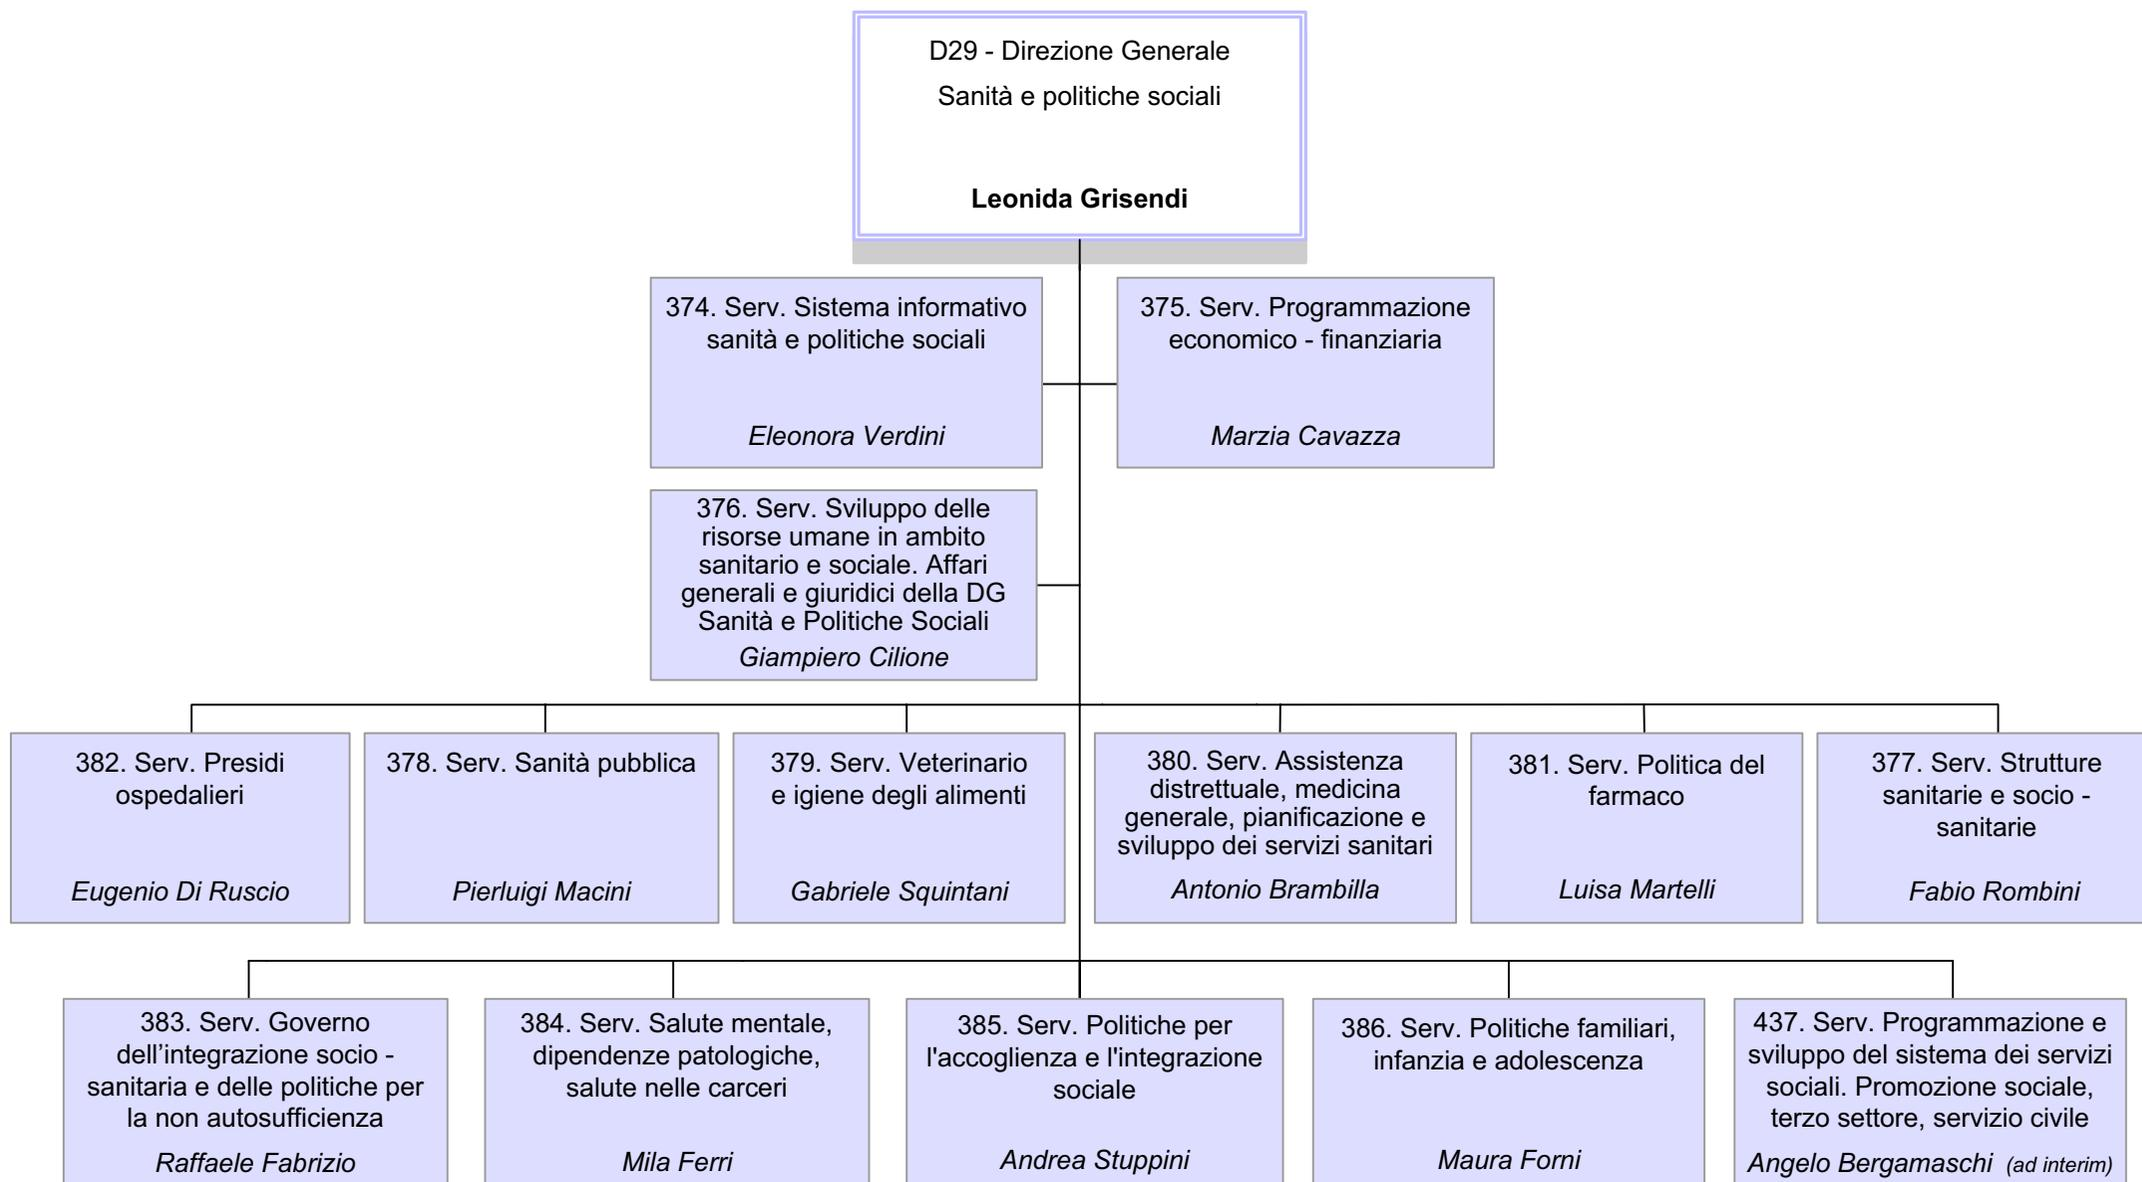 D29 - Direzione Generale
Sanità e politiche sociali
Leonida Grisendi
374. Serv. Sistema informativo
sanità e politiche sociali
Eleonora Verdini
375. Serv. Programmazione
economico - finanziaria
Marzia Cavazza
376. Serv. Sviluppo delle
risorse umane in ambito
sanitario e sociale. Affari
generali e giuridici della DG
Sanità e Politiche Sociali
Giampiero Cilione
382. Serv. Presidi
ospedalieri
Eugenio Di Ruscio
378. Serv. Sanità pubblica
Pierluigi Macini
379. Serv. Veterinario
e igiene degli alimenti
Gabriele Squintani
380. Serv. Assistenza
distrettuale, medicina
generale, pianificazione e
sviluppo dei servizi sanitari
Antonio Brambilla
381. Serv. Politica del
farmaco
Luisa Martelli
377. Serv. Strutture
sanitarie e socio -
sanitarie
Fabio Rombini
383. Serv. Governo
dell’integrazione socio -
sanitaria e delle politiche per
la non autosufficienza
Raffaele Fabrizio
384. Serv. Salute mentale,
dipendenze patologiche,
salute nelle carceri
Mila Ferri
385. Serv. Politiche per
l'accoglienza e l'integrazione
sociale
Andrea Stuppini
386. Serv. Politiche familiari,
infanzia e adolescenza
Maura Forni
437. Serv. Programmazione e
sviluppo del sistema dei servizi
sociali. Promozione sociale,
terzo settore, servizio civile
Angelo Bergamaschi (ad interim)